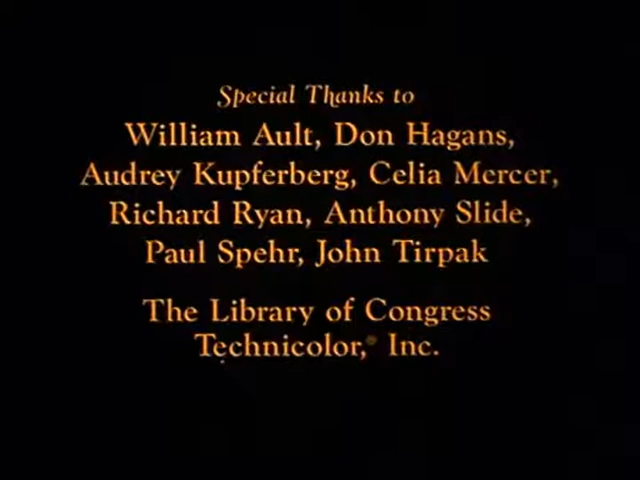 Special Thanks to
William Ault, Don Hagans,
Audrey Kupferberg, Celia Mercer,
Richard Ryan, Anthony Slide,
Paul Spehr, John Tirpak
The Library of Congress
Technicolor,® Inc.